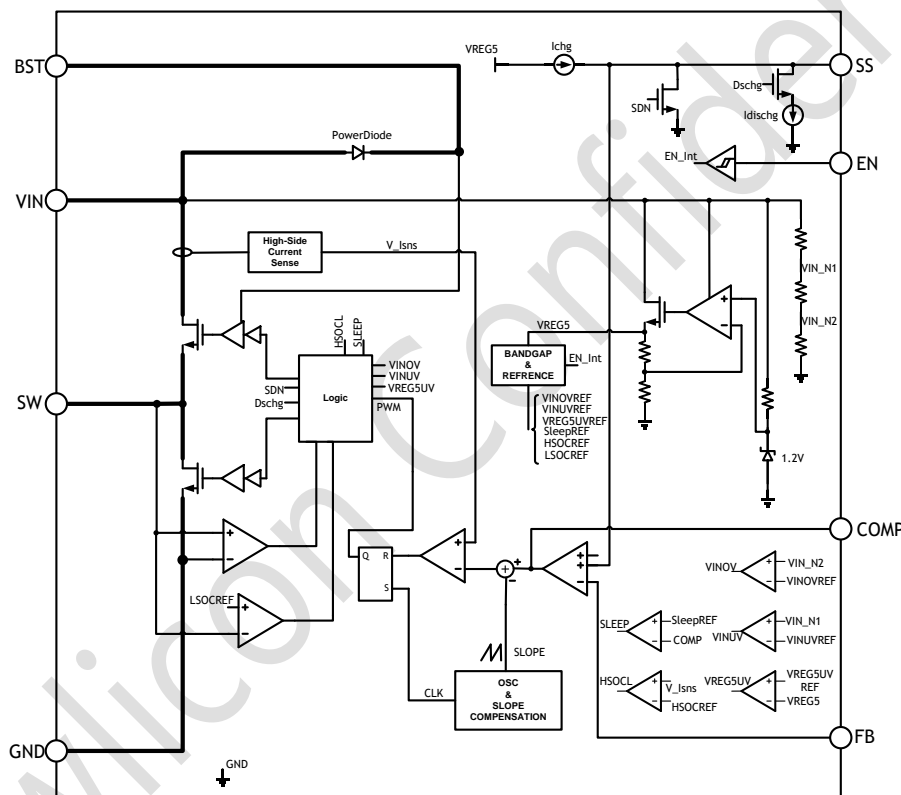 BST
VREG5
Ichg
SS
Dschg
SDN
Idischg
PowerDiode
EN_Int
EN
VIN
High-Side
Current
Sense
V_Isns
VIN_N1
VIN_N2
HSOCL
SLEEP
VREG5
BANDGAP
&
REFRENCE
EN_Int
VINOV
VINUV
VREG5UV
PWM
Logic
SDN
Dschg
SW
VINOVREF
VINUVREF
VREG5UVREF
SleepREF
HSOCREF
LSOCREF
1.2V
+
-
COMP
Q
R
S
LSOCREF
VINOV
VIN_N2
VINOVREF
SLEEP
SleepREF
COMP
VINUV
VIN_N1
VINUVREF
SLOPE
HSOCL
V_Isns
HSOCREF
VREG5UV
VREG5UV
REF
VREG5
CLK
OSC
&
SLOPE
COMPENSATION
FB
GND
GND
licon Confiden